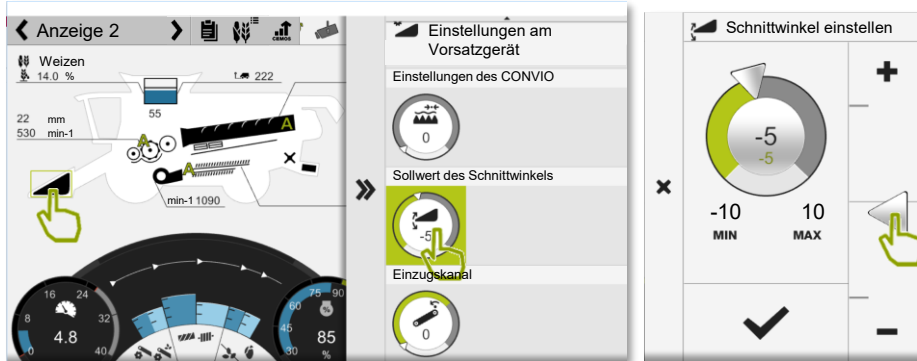 Anzeige 2
CEMOS
Weizen
14.0 %
t. 222
55
22 mm
530 min-1
A
A
A
min-1 1090
8
16
24
32
40
4.8
30
45
60
75
90
%
85
%
Einstellungen am
Vorsatzgerät
Einstellungen des CONVIO
0
Sollwert des Schnittwinkels
-5
Einzugskanal
0
Schnittwinkel einstellen
-5
-5
-10
10
MIN
MAX